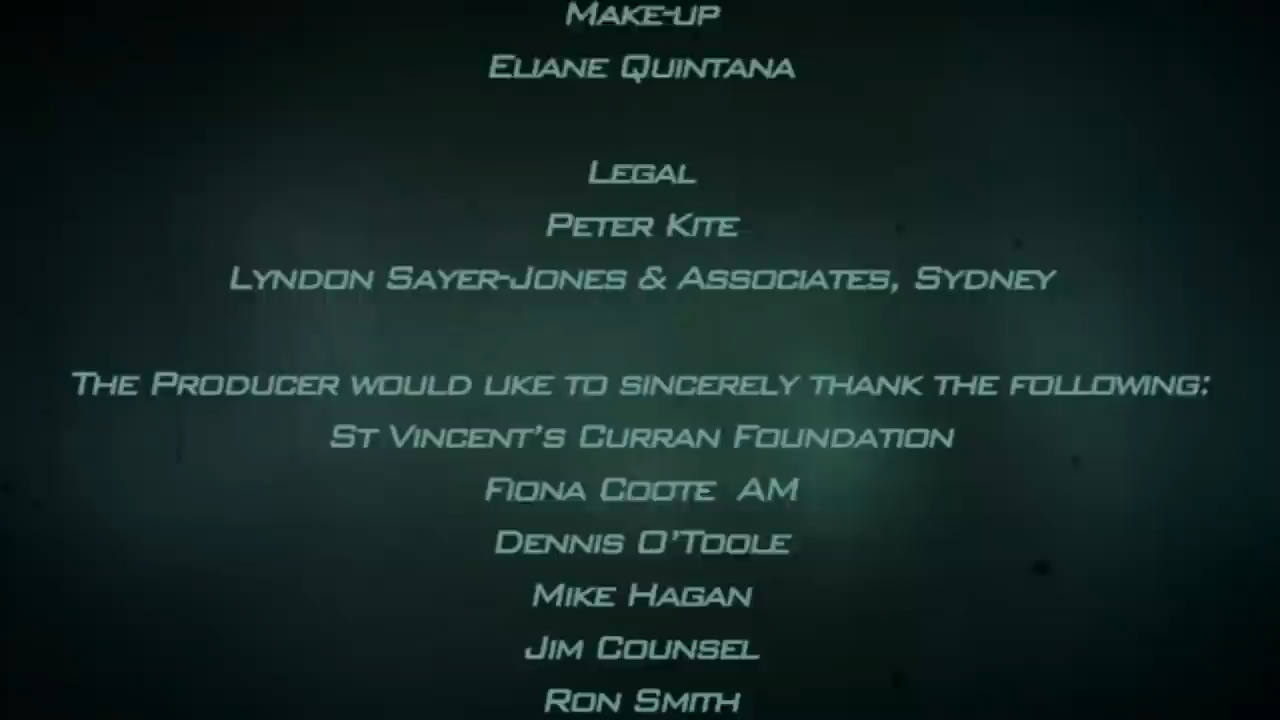 Make-up
Eliane Quintana
Legal
Peter Kite
Lyndon Sayer-Jones & Associates, Sydney
The Producer would like to sincerely thank the following:
St Vincent's Curran Foundation
Fiona Coote AM
Dennis O'Toole
Mike Hagan
Jim Counsel
Ron Smith